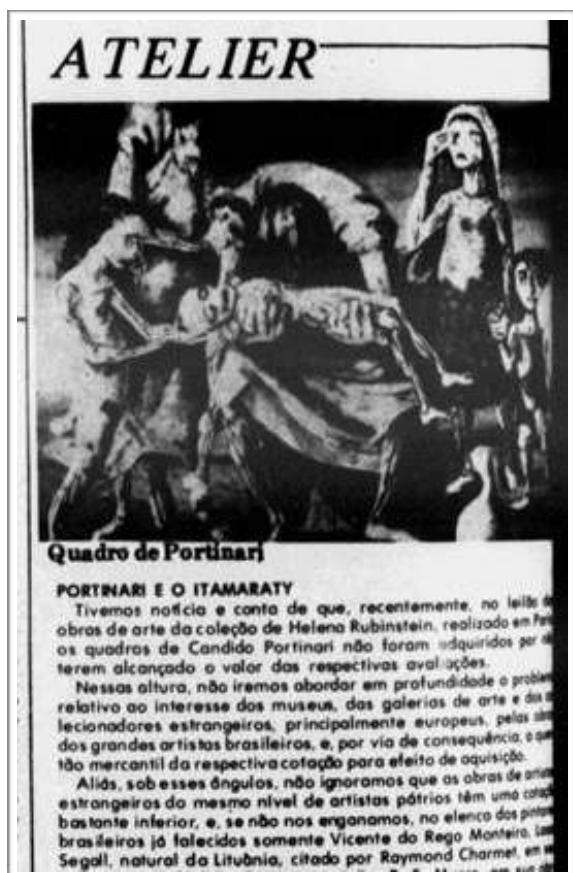 ATELIER
Quadro de Portinari
PORTINARI E O ITAMARATY
Tivemos notícia e conta de que, recentemente, no leilão de
obras de arte da coleção de Helena Rubinstein, realizado em Paris
os quadros de Candido Portinari não foram adquiridos por não
terem alcançado o valor das respectivas avaliações.
Nessas altura, não iremos abordar em profundidade o problema
relativo ao interesse dos museus, das galerias de arte e dos
lecionadores estrangeiros, principalmente europeus, pelas obras
dos grandes artistas brasileiros, e, por via de consequência, o
tão mercantil da respectiva cotação para efeito de aquisição.
Aliás, sob esses ângulos, não ignoramos que as obras de artistas
estrangeiros do mesmo nível de artistas pátrios têm uma cotação
bastante inferior, e, se não nos enganamos, no elenco dos pintores
brasileiros já falecidos somente Vicente do Rego Monteiro,
Segall, natural da Lituânia, citado por Raymond Charmet, em